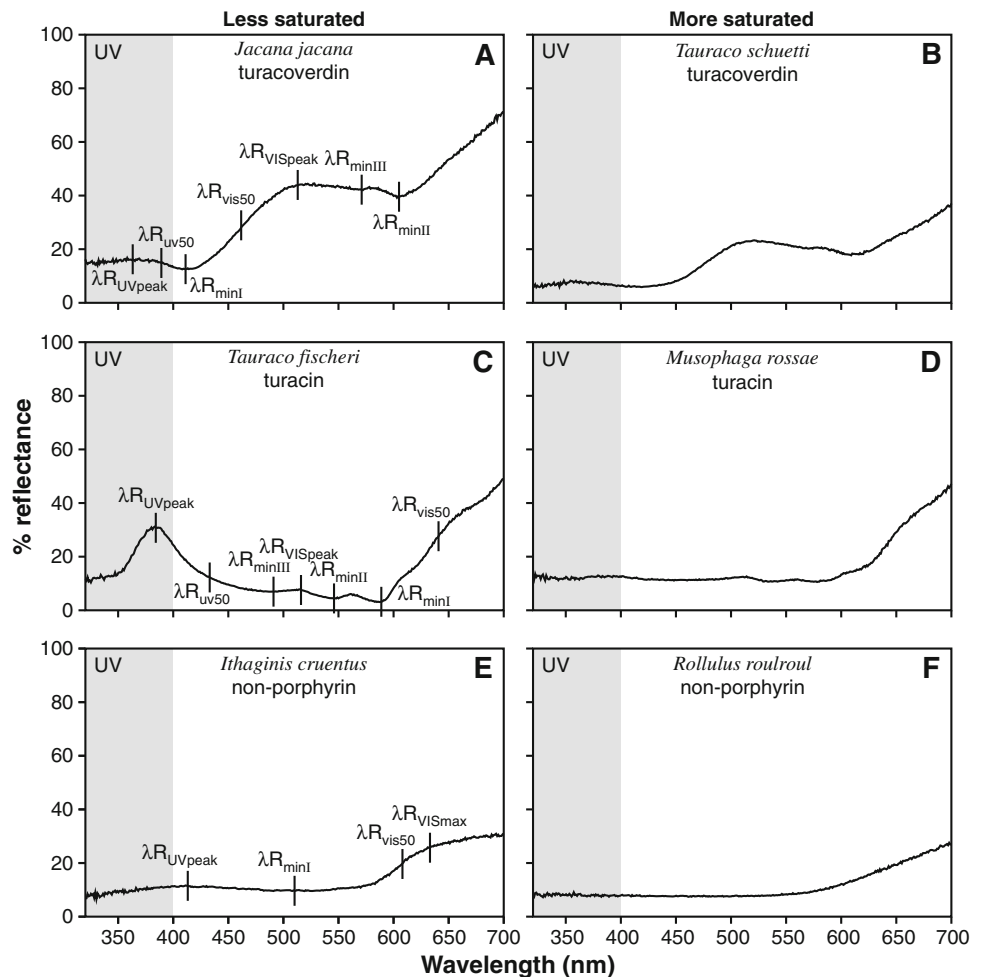 Less saturated
More saturated
UV
Jacana jacana
turacoverdin
A
λR_VISpeak
λR_minIII
λR_vis50
λR_uv50
λR_minII
λR_UVpeak
λR_minI
100
80
60
40
20
0
UV
Tauraco schuetti
turacoverdin
B
UV
Tauraco fischeri
turacin
C
λR_UVpeak
λR_vis50
λR_VISpeak
λR_minIII
λR_minII
λR_uv50
λR_minI
100
80
60
40
20
0
UV
Musophaga rossae
turacin
D
% reflectance
UV
Ithaginis cruentus
non-porphyrin
E
λR_VISmax
λR_vis50
λR_UVpeak
λR_minI
100
80
60
40
20
0
350 400 450 500 550 600 650 700
UV
Rollulus roulroul
non-porphyrin
F
350 400 450 500 550 600 650 700
Wavelength (nm)